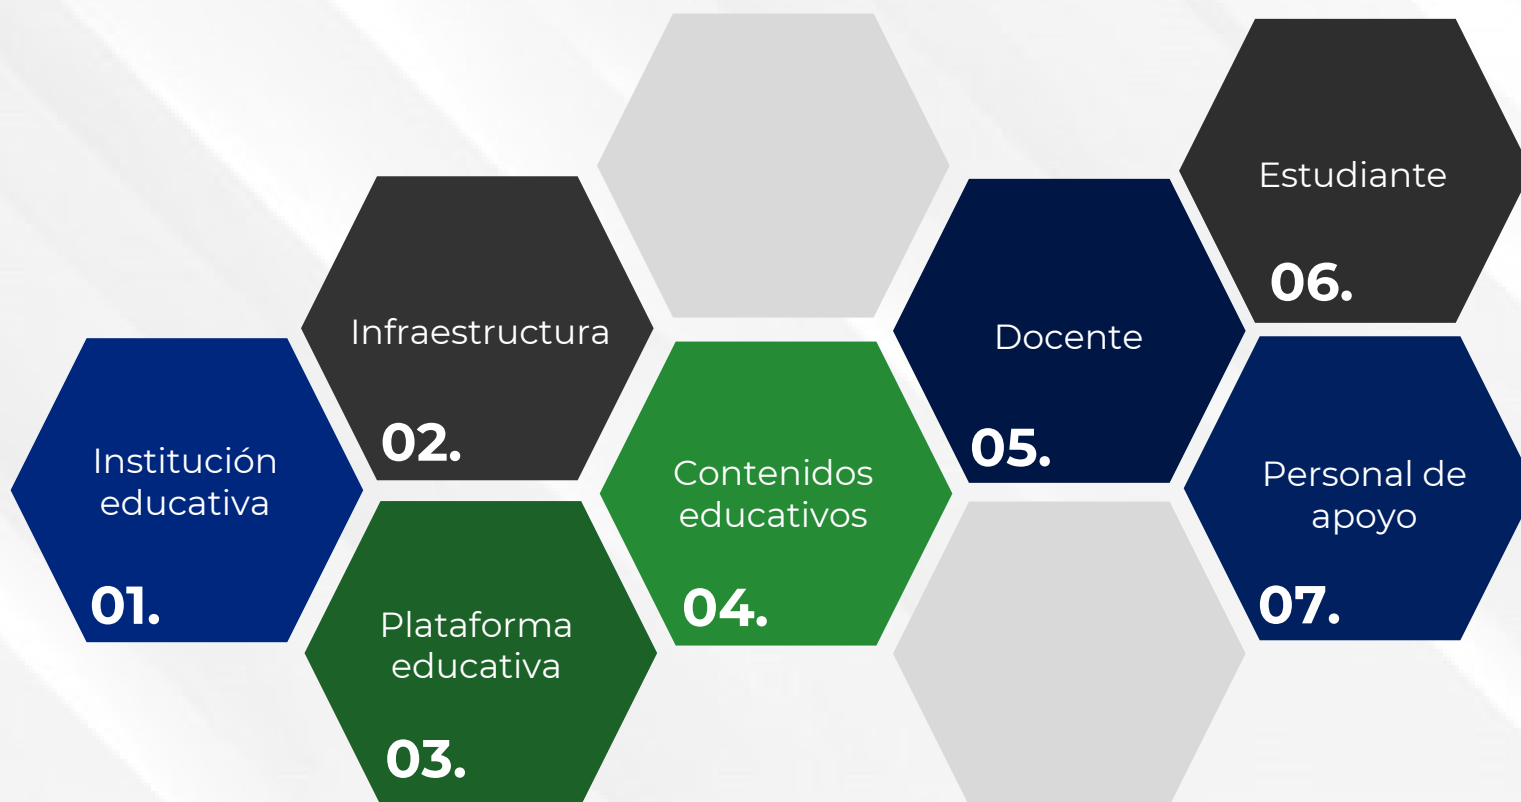 Institución
educativa
01.
Infraestructura
02.
Plataforma
educativa
03.
Contenidos
educativos
04.
Docente
05.
Estudiante
06.
Personal de
apoyo
07.